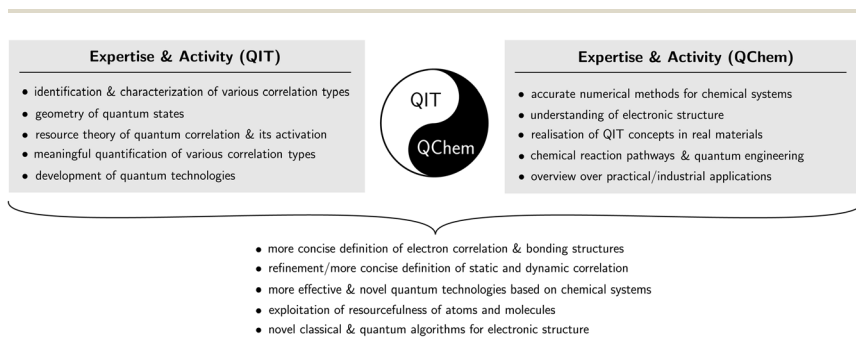 Expertise & Activity (QIT)
• identification & characterization of various correlation types
• geometry of quantum states
• resource theory of quantum correlation & its activation
• meaningful quantification of various correlation types
• development of quantum technologies
QIT
QChem
Expertise & Activity (QChem)
• accurate numerical methods for chemical systems
• understanding of electronic structure
• realisation of QIT concepts in real materials
• chemical reaction pathways & quantum engineering
• overview over practical/industrial applications
• more concise definition of electron correlation & bonding structures
• refinement/more concise definition of static and dynamic correlation
• more effective & novel quantum technologies based on chemical systems
• exploitation of resourcefulness of atoms and molecules
• novel classical & quantum algorithms for electronic structure